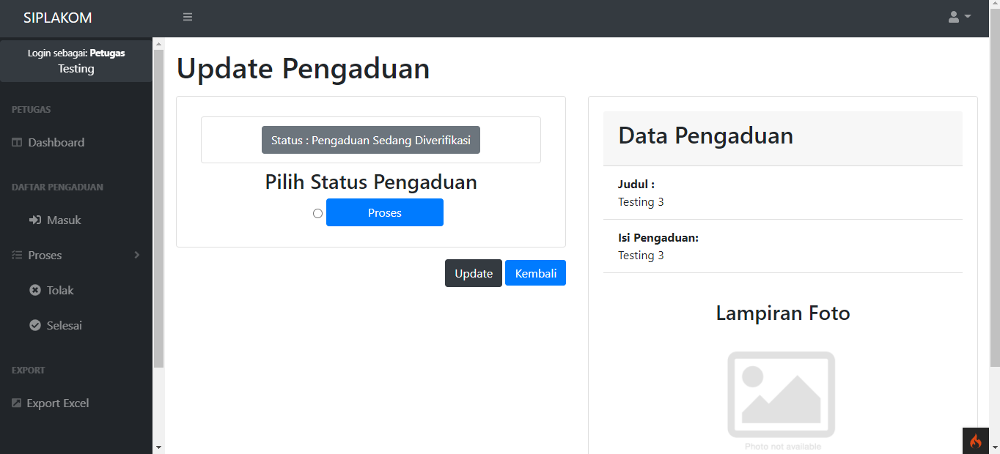 SIPLAKOM
Login sebagai: Petugas
Testing
PETUGAS
Dashboard
DAFTAR PENGADUAN
Masuk
Proses
Tolak
Selesai
EXPORT
Export Excel
Update Pengaduan
Status : Pengaduan Sedang Diverifikasi
Pilih Status Pengaduan
Proses
Update Kembali
Data Pengaduan
Judul :
Testing 3
Isi Pengaduan:
Testing 3
Lampiran Foto
Photo not available